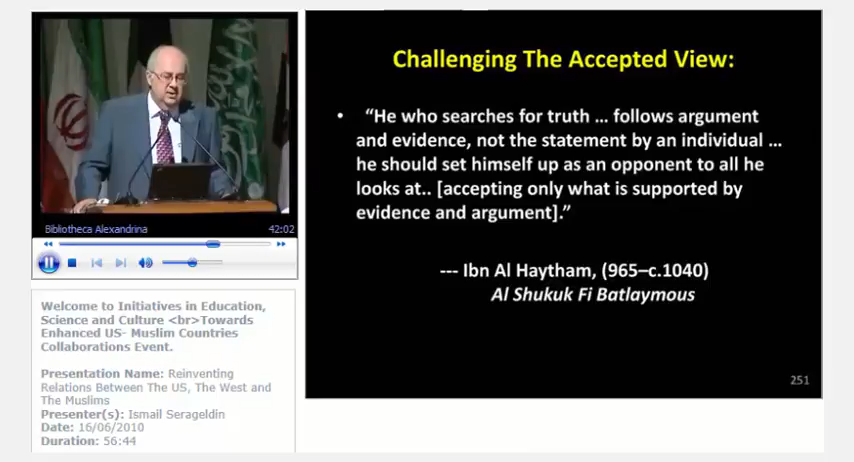 Bibliotheca Alexandrina 42:02
Welcome to Initiatives in Education,
Science and Culture <br>Towards
Enhanced US- Muslim Countries
Collaborations Event.
Presentation Name: Reinventing
Relations Between The US, The West and
The Muslims
Presenter(s): Ismail Serageldin
Date: 16/06/2010
Duration: 56:44
Challenging The Accepted View:
• “He who searches for truth ... follows argument
and evidence, not the statement by an individual ...
he should set himself up as an opponent to all he
looks at.. [accepting only what is supported by
evidence and argument].”
--- Ibn Al Haytham, (965–c.1040)
Al Shukuk Fi Batlaymous
251